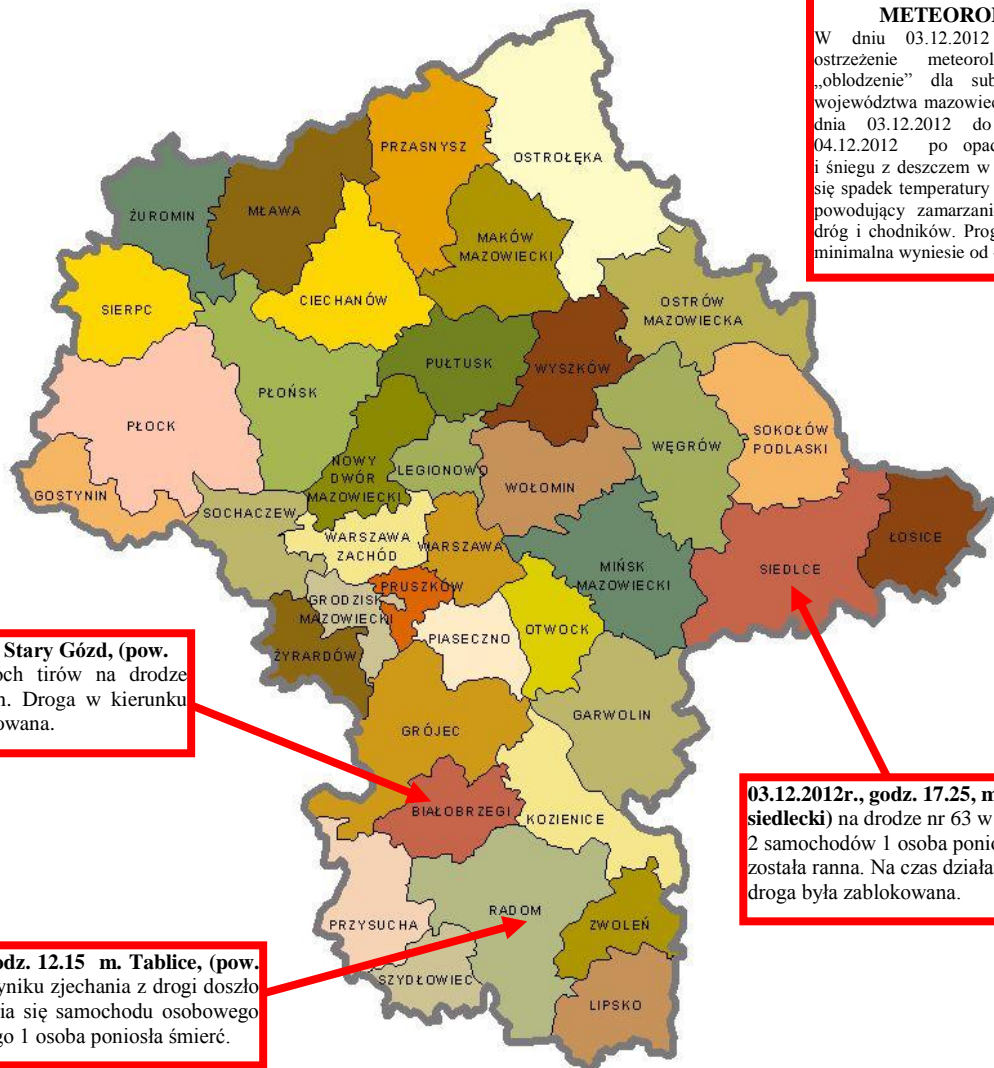 METEOROL
W dniu 03.12.2012
ostrzeżenie meteorol
„oblodzenie” dla sub
województwa mazowiec
dnia 03.12.2012 do
04.12.2012 po opad
i śniegu z deszczem w
się spadek temperatury
powodujący zamarzani
dróg i chodników. Prog
minimalna wyniesie od
PRZASNYSZ
OSTROŁĘKA
ŻUROMIN
MŁAWA
MAKÓW
MAZOWIECKI
SIERPC
CIECHANÓW
OSTRÓW
MAZOWIECKA
PUŁTUSK
WYSZKÓW
PŁOŃSK
PŁOCK
WĘGRÓW
SOKOŁÓW
PODLASKI
NOWY
DWÓR
MAZOWIECKI
LEGIONOWO
WOŁOMIN
GOSTYNIN
SOCHACZEW
WARSZAWA
ZACHÓD
WARSZAWA
MIŃSK
MAZOWIECKI
SIEDLCE
ŁOSICE
GRODZISK
MAZOWIECKI
PRUSZKÓW
PIASECZNO
OTWOCK
ŻYRARDÓW
Stary Gózd, (pow.
och tirów na drodze
n. Droga w kierunku
owana.
GARWOLIN
GRÓJEC
BIAŁOBRZEGI
KOZIENICE
03.12.2012r., godz. 17.25, m
siedlecki) na drodze nr 63 w
2 samochodów 1 osoba ponio
została ranna. Na czas działa
droga była zablokowana.
RADOM
PRZYSUCHA
ZWOLEŃ
SZYDŁOWIEC
LIPSKO
odz. 12.15 m. Tablice, (pow.
yniku zjechania z drogi doszło
ia się samochodu osobowego
go 1 osoba poniosła śmierć.